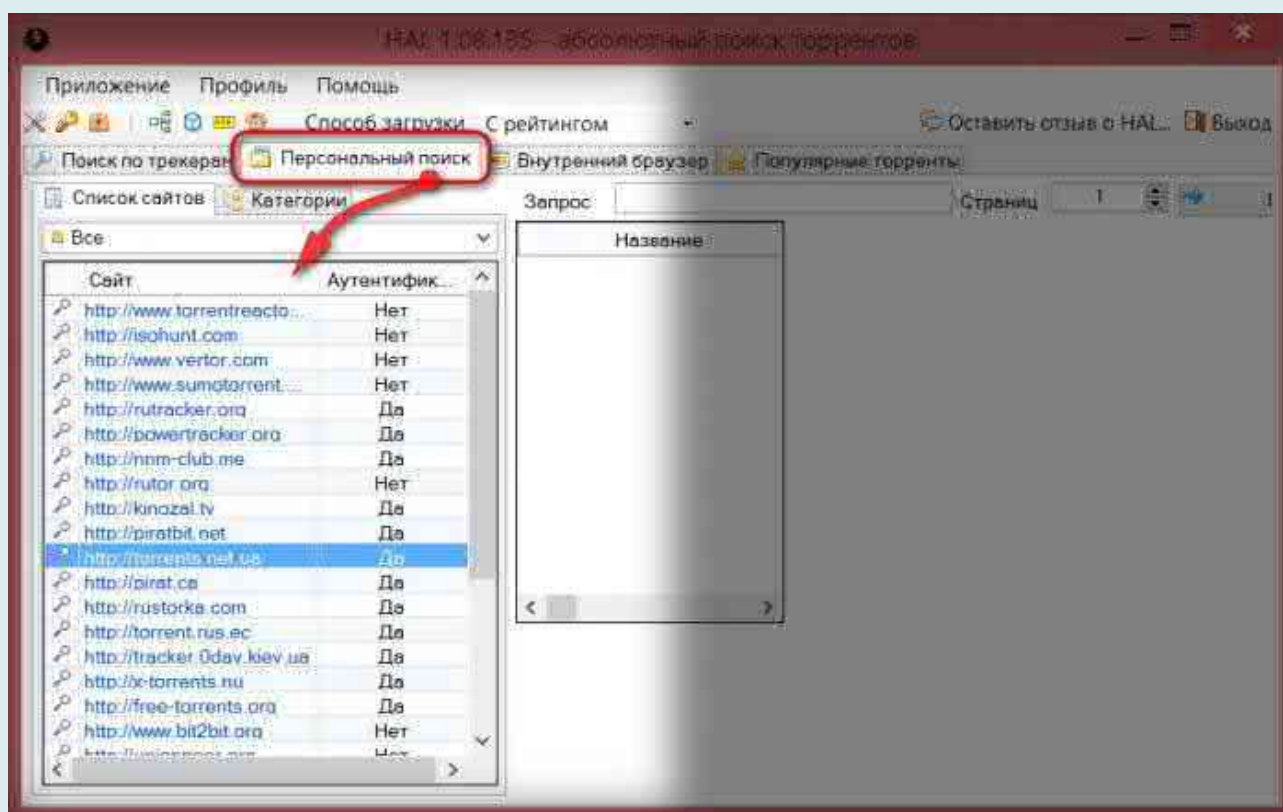 HAL 1.08.185 - абсолютный поиск торрентов
Приложение Профиль Помощь
Способ загрузки С рейтингом Оставить отзыв о HAL... Выход
Поиск по трекерам Персональный поиск Внутренний браузер Популярные торренты
Список сайтов Категории Запрос Страниц 1
Все Название
Сайт Аутентифик...
http://www.torrentreacto... Нет
http://isohunt.com Нет
http://www.vertor.com Нет
http://www.sumotorrent.... Нет
http://rutracker.org Да
http://powertracker.org Да
http://nnm-club.me Да
http://rutor.org Нет
http://kinozal.tv Да
http://piratbit.net Да
http://torrents.net.ua Да
http://pirat.ca Да
http://rustorka.com Да
http://torrent.rus.ec Да
http://tracker.0day.kiev.ua Да
http://x-torrents.nu Да
http://free-torrents.org Да
http://www.bit2bit.org Нет
Нет